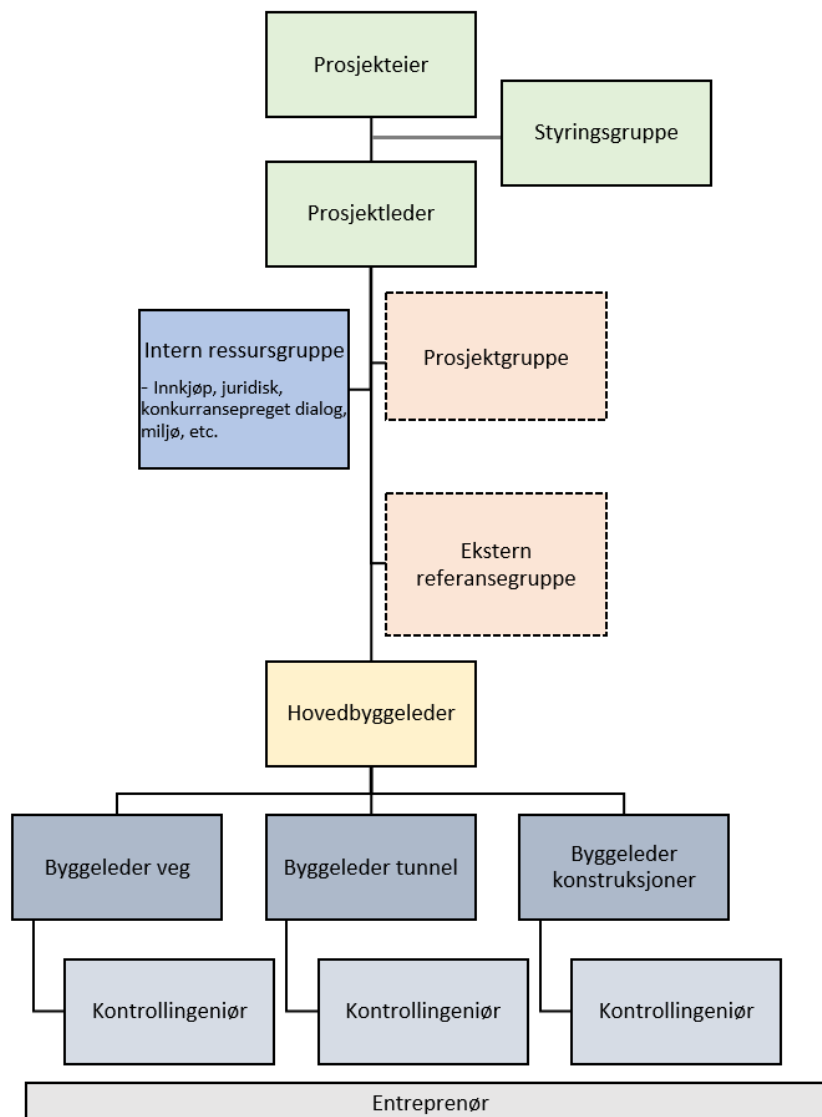 Prosjekteier
Styringsgruppe
Prosjektleder
Intern ressursgruppe
- Innkjøp, juridisk,
konkurransepreget dialog,
miljø, etc.
Prosjektgruppe
Ekstern
referansegruppe
Hovedbyggeleder
Byggeleder veg
Byggeleder tunnel
Byggeleder
konstruksjoner
Kontrollingeniør
Kontrollingeniør
Kontrollingeniør
Entreprenør